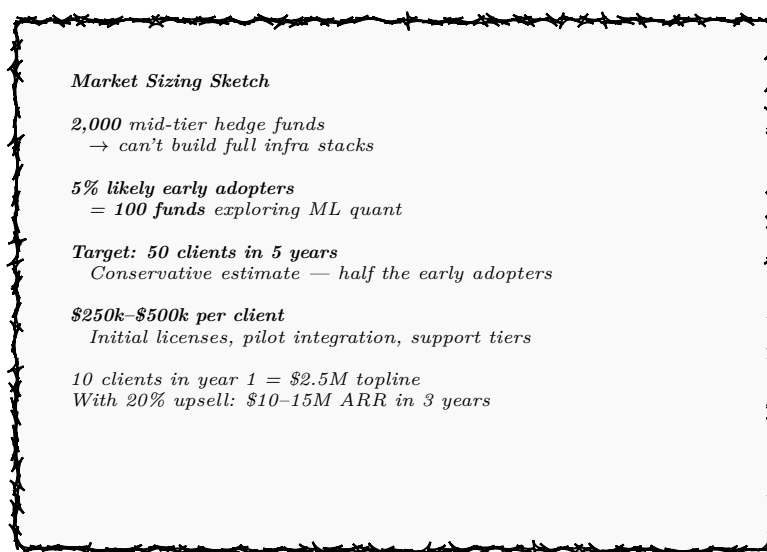 Market Sizing Sketch
2,000 mid-tier hedge funds
→ can't build full infra stacks
5% likely early adopters
= 100 funds exploring ML quant
Target: 50 clients in 5 years
Conservative estimate — half the early adopters
$250k–$500k per client
Initial licenses, pilot integration, support tiers
10 clients in year 1 = $2.5M topline
With 20% upsell: $10–15M ARR in 3 years